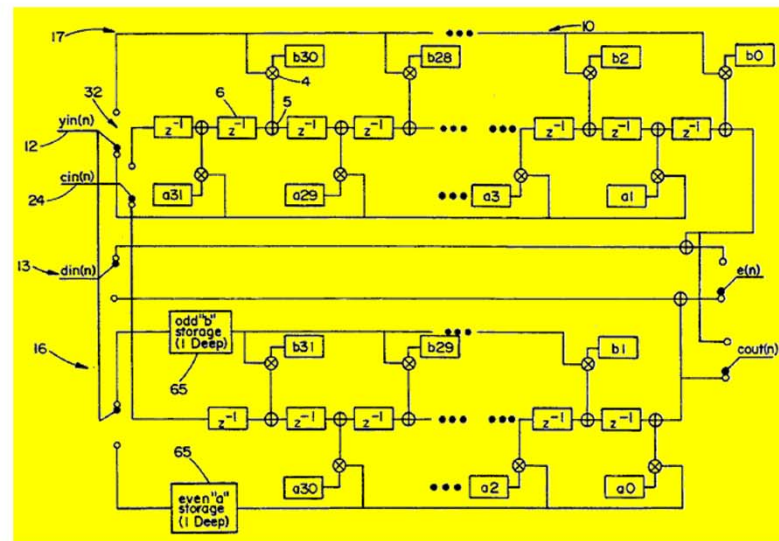 17
10
b30
b28
b2
b0
4
32
6
5
yin(n)
z⁻¹
z⁻¹
z⁻¹
z⁻¹
z⁻¹
z⁻¹
z⁻¹
12
cin(n)
a31
a29
a3
a1
24
13
din(n)
e(n)
odd "b"
storage
(1 Deep)
b31
b29
b1
16
65
cout(n)
z⁻¹
z⁻¹
z⁻¹
z⁻¹
z⁻¹
65
even "a"
storage
(1 Deep)
a30
a2
a0